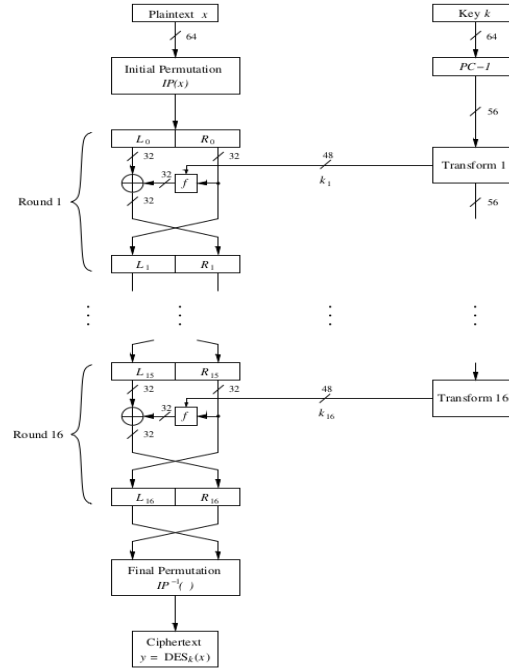 Plaintext x
Key k
64
64
Initial Permutation
IP(x)
PC−1
56
L0 R0
32 32
32
f
48
k1
Transform 1
32
56
Round 1
L1 R1
L15 R15
32 32
32
f
48
k16
Transform 16
32
Round 16
L16 R16
Final Permutation
IP−1( )
Ciphertext
y = DESk(x)